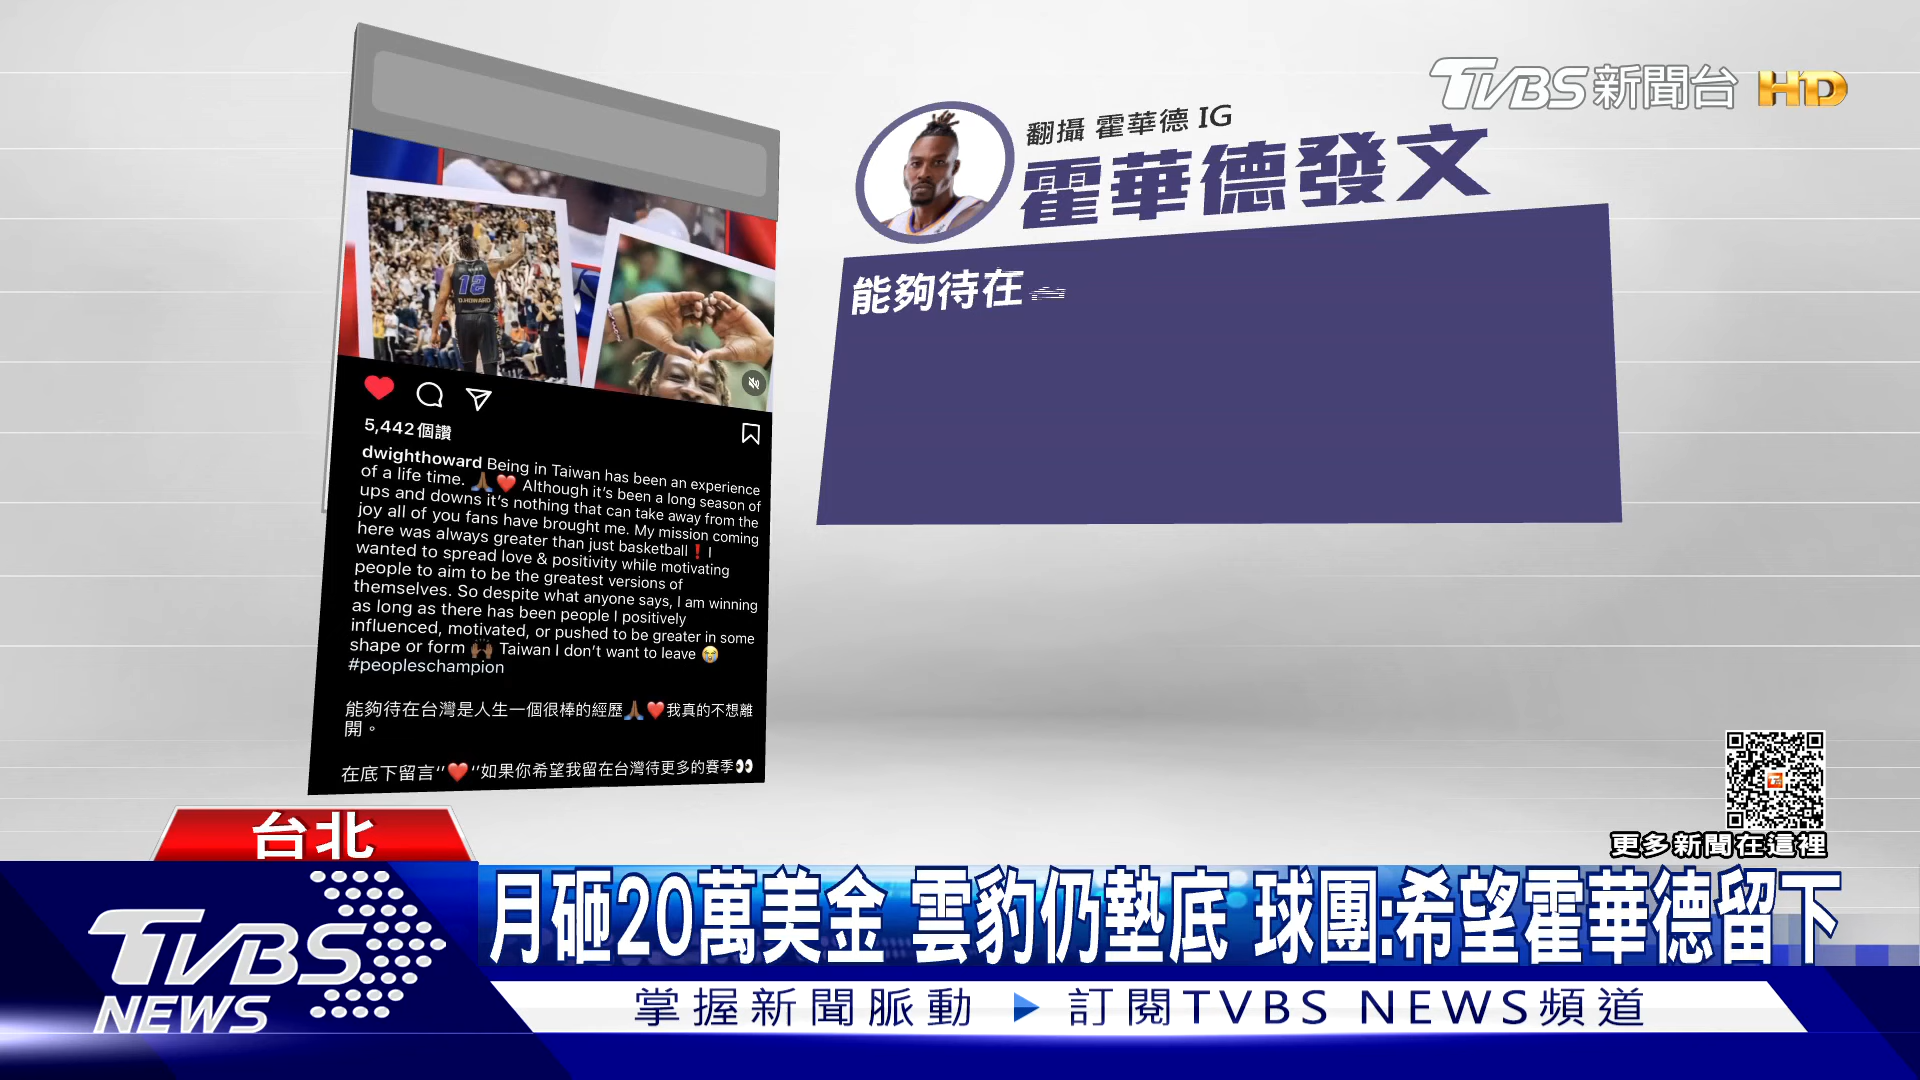 TVBS新聞台 HD
翻攝 霍華德 IG
霍華德發文
能夠待在
12
D.HOWARD
5,442個讚
dwighthoward Being in Taiwan has been an experience
of a life time. 🙏🏾❤️ Although it's been a long season of
ups and downs it's nothing that can take away from the
joy all of you fans have brought me. My mission coming
here was always greater than just basketball❗️I
wanted to spread love & positivity while motivating
people to aim to be the greatest versions of
themselves. So despite what anyone says, I am winning
as long as there has been people I positively
influenced, motivated, or pushed to be greater in some
shape or form 🙌🏾 Taiwan I don't want to leave 😭
#peopleschampion
能夠待在台灣是人生一個很棒的經歷🙏🏾❤️我真的不想離
開。
在底下留言“❤️“如果你希望我留在台灣待更多的賽季👀
更多新聞在這裡
台北
月砸20萬美金 雲豹仍墊底 球團:希望霍華德留下
TVBS
NEWS
掌握新聞脈動 ▶ 訂閱TVBS NEWS頻道